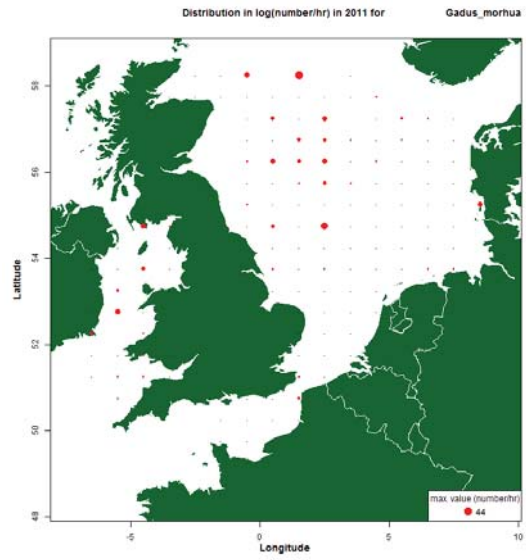 Distribution in log(number/hr) in 2011 for Gadus_morhua
58
56
54
52
50
48
Latitude
-5 0 5 10
Longitude
max value (number/hr)
44